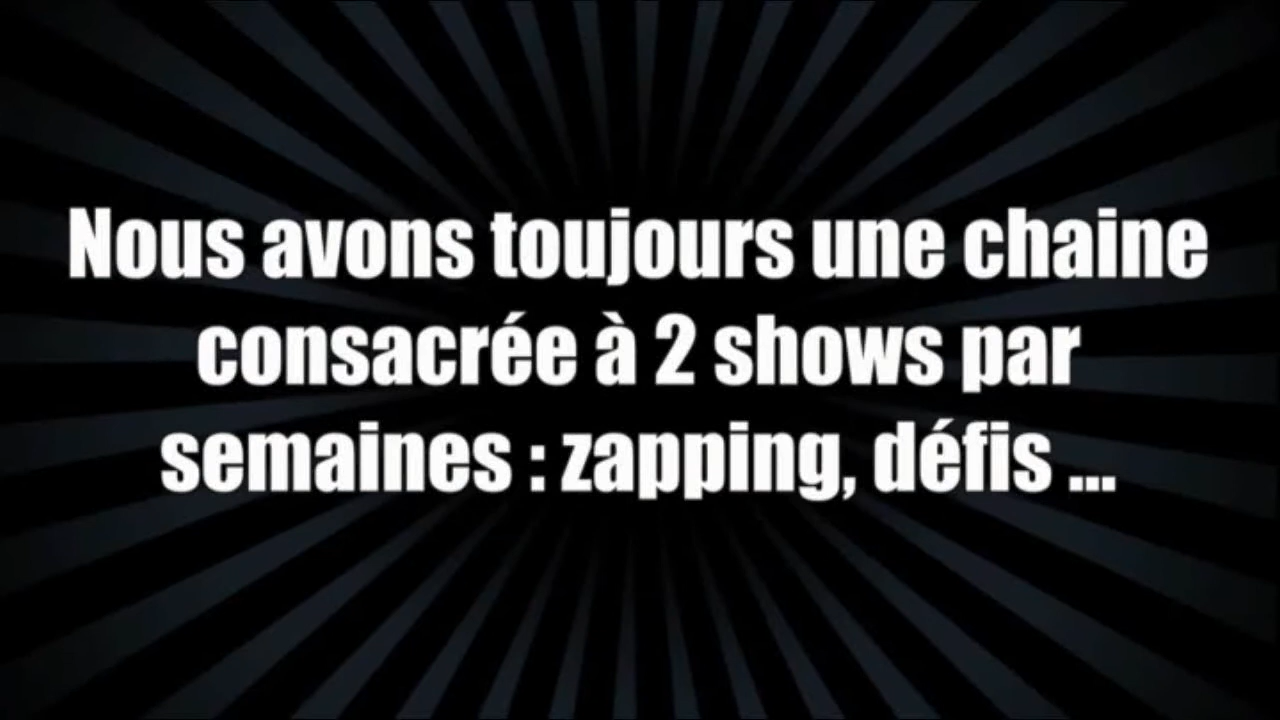 Nous avons toujours une chaine
consacrée à 2 shows par
semaines : zapping, défis ...